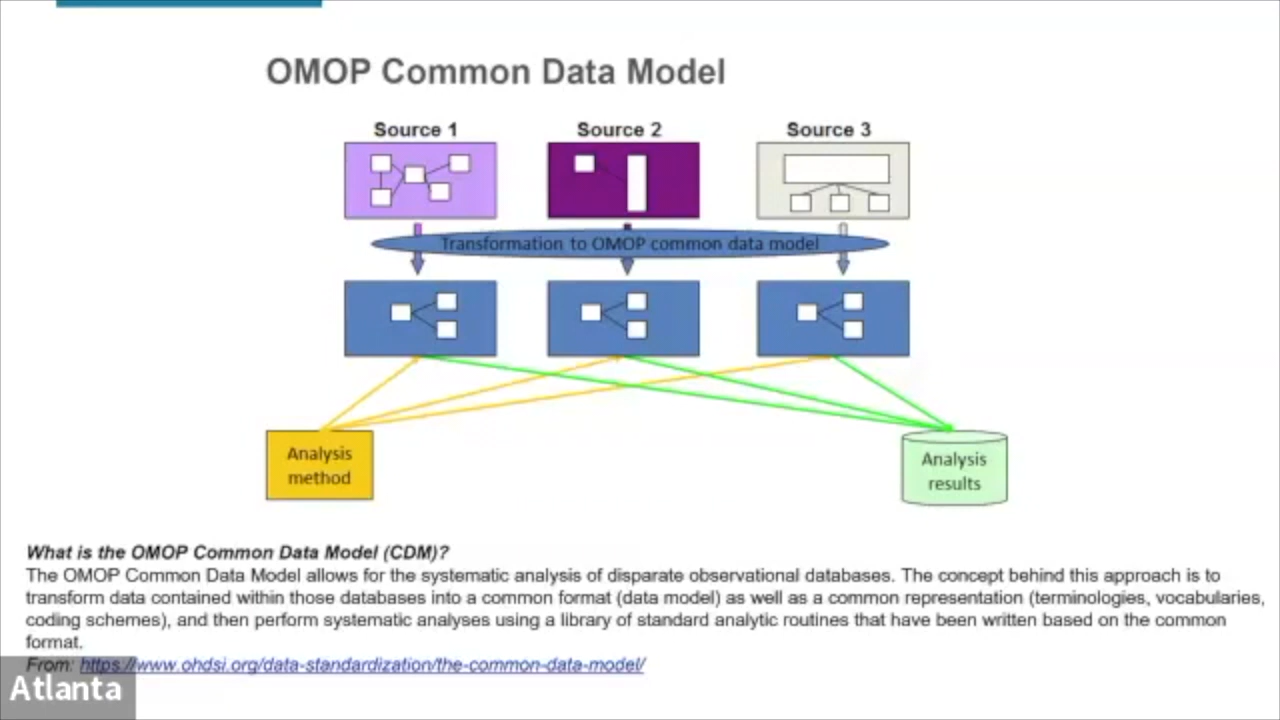 OMOP Common Data Model
Source 1
Source 2
Source 3
Transformation to OMOP common data model
Analysis
method
Analysis
results
What is the OMOP Common Data Model (CDM)?
The OMOP Common Data Model allows for the systematic analysis of disparate observational databases. The concept behind this approach is to
transform data contained within those databases into a common format (data model) as well as a common representation (terminologies, vocabularies,
coding schemes), and then perform systematic analyses using a library of standard analytic routines that have been written based on the common
format.
From: https://www.ohdsi.org/data-standardization/the-common-data-model/
Atlanta